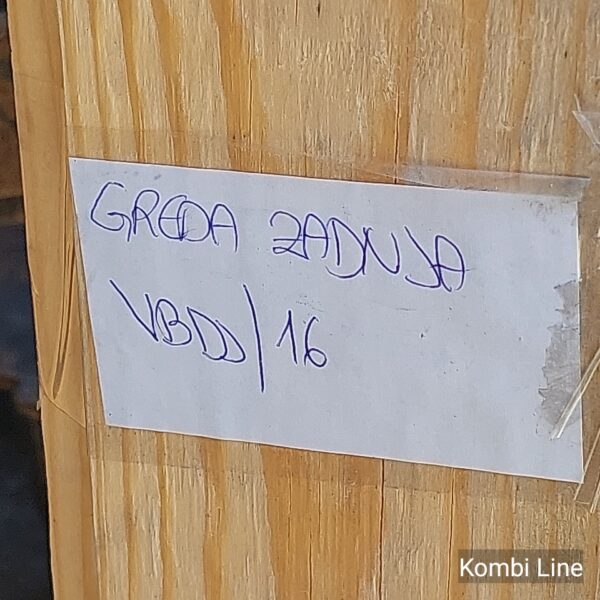 GREDA ZADNJA
VBDD/16
Kombi Line